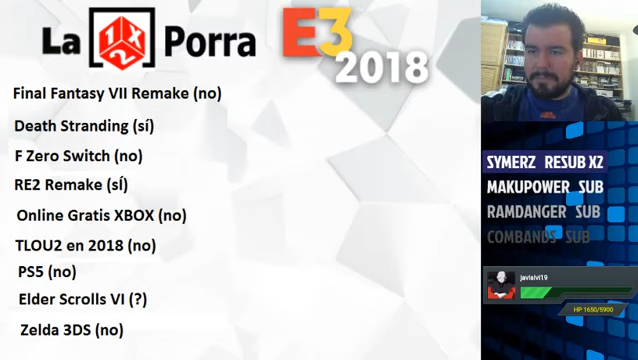 La 1X2 Porra E3 2018
Final Fantasy VII Remake (no)
Death Stranding (sí)
F Zero Switch (no)
RE2 Remake (sÍ)
Online Gratis XBOX (no)
TLOU2 en 2018 (no)
PS5 (no)
Elder Scrolls VI (?)
Zelda 3DS (no)
SYMERZ RESUB X2
MAKUPOWER SUB
RAMDANGER SUB
COMBANDS SUB
javialvi19
HP 1650/5900